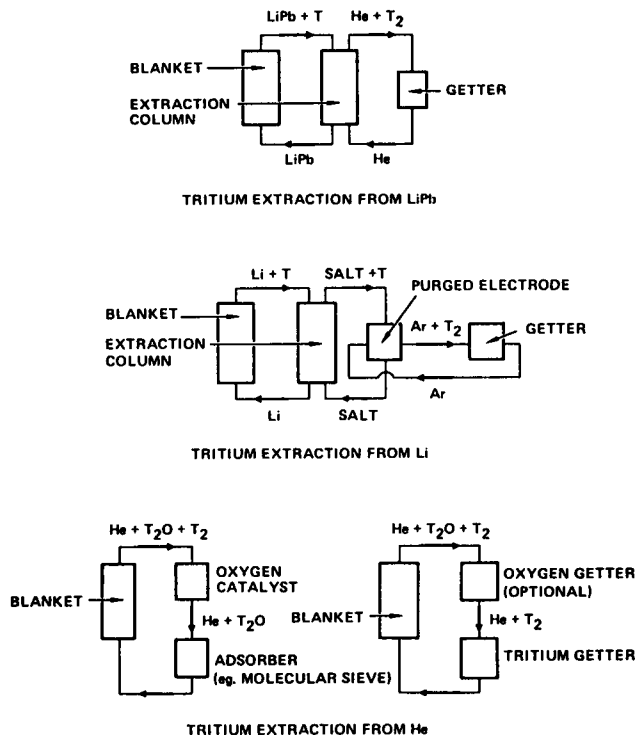 LiPb + T
He + T2
BLANKET
EXTRACTION
COLUMN
GETTER
LiPb
He
TRITIUM EXTRACTION FROM LiPb
Li + T
SALT +T
PURGED ELECTRODE
BLANKET
Ar + T2
GETTER
EXTRACTION
COLUMN
Ar
Li
SALT
TRITIUM EXTRACTION FROM Li
He + T2O + T2
OXYGEN
CATALYST
BLANKET
He + T2O
ADSORBER
(eg. MOLECULAR SIEVE)
He + T2O + T2
OXYGEN GETTER
(OPTIONAL)
He + T2
BLANKET
TRITIUM GETTER
TRITIUM EXTRACTION FROM He